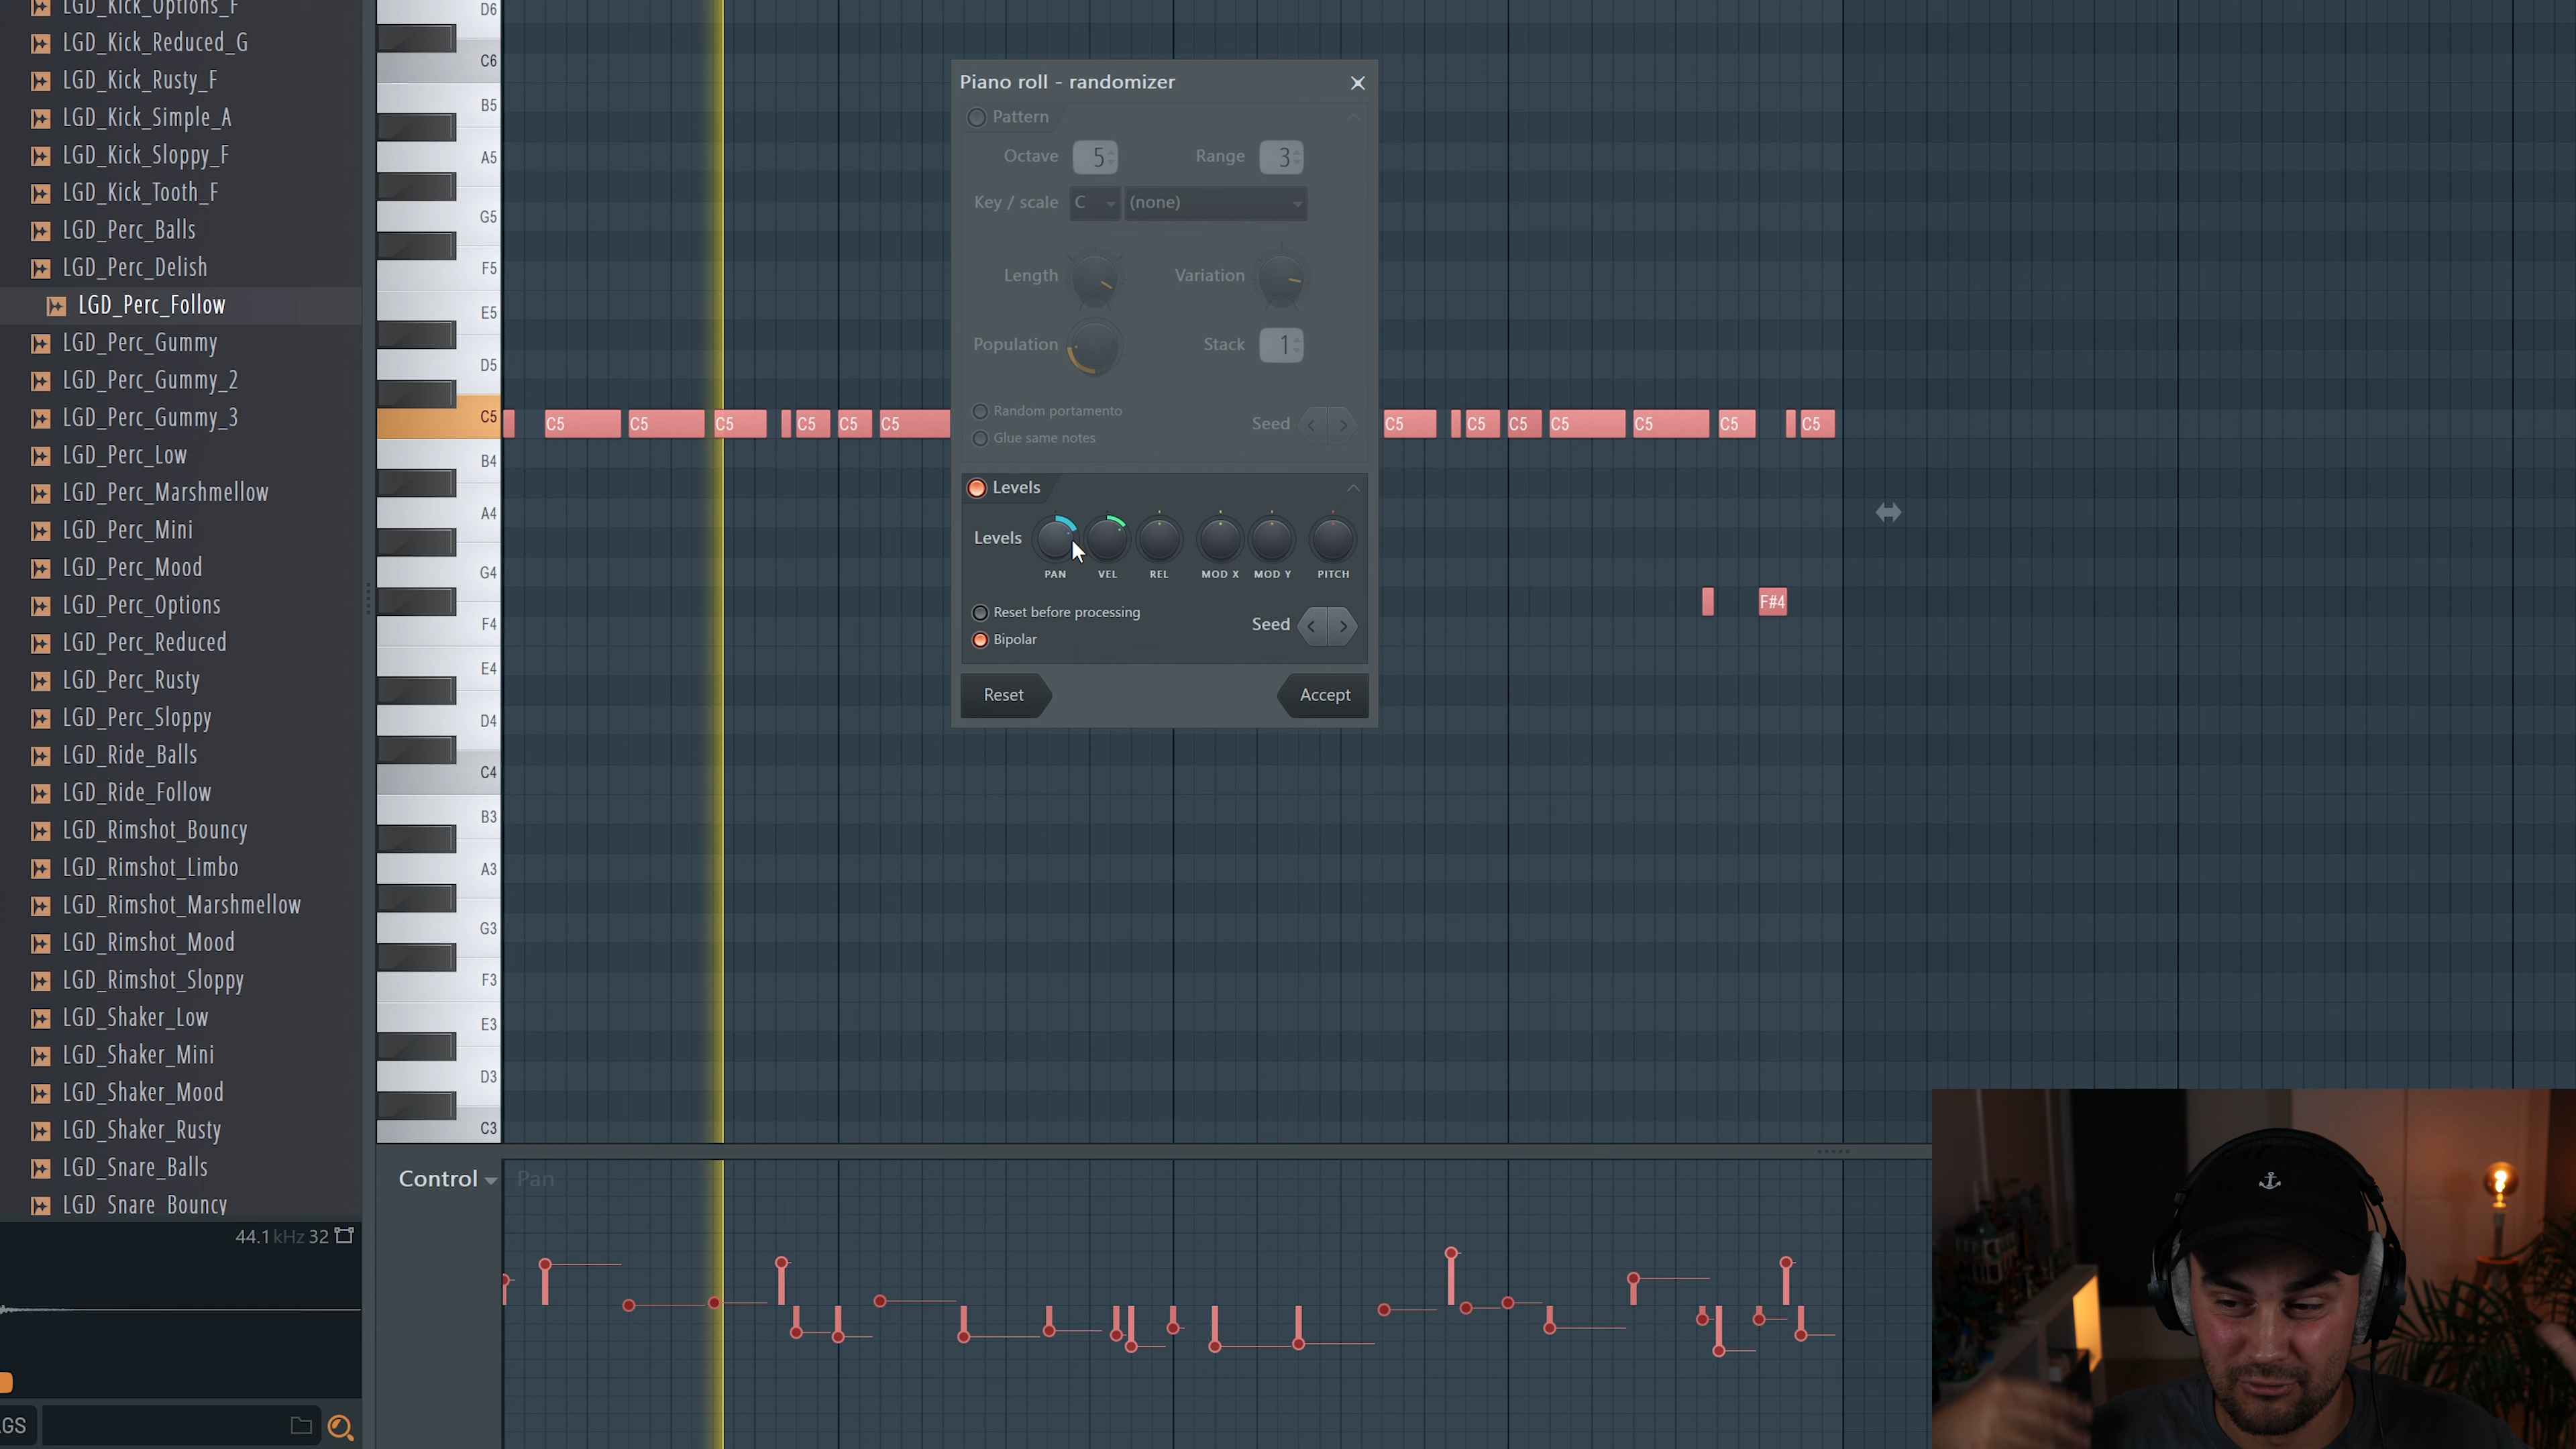 LGD_Kick_Options_F
LGD_Kick_Reduced_G
LGD_Kick_Rusty_F
LGD_Kick_Simple_A
LGD_Kick_Sloppy_F
LGD_Kick_Tooth_F
LGD_Perc_Balls
LGD_Perc_Delish
LGD_Perc_Follow
LGD_Perc_Gummy
LGD_Perc_Gummy_2
LGD_Perc_Gummy_3
LGD_Perc_Low
LGD_Perc_Marshmellow
LGD_Perc_Mini
LGD_Perc_Mood
LGD_Perc_Options
LGD_Perc_Reduced
LGD_Perc_Rusty
LGD_Perc_Sloppy
LGD_Ride_Balls
LGD_Ride_Follow
LGD_Rimshot_Bouncy
LGD_Rimshot_Limbo
LGD_Rimshot_Marshmellow
LGD_Rimshot_Mood
LGD_Rimshot_Sloppy
LGD_Shaker_Low
LGD_Shaker_Mini
LGD_Shaker_Mood
LGD_Shaker_Rusty
LGD_Snare_Balls
LGD_Snare_Bouncy
44.1 kHz 32
GS
D6
C6
B5
A5
G5
F5
E5
D5
C5
B4
A4
G4
F4
E4
D4
C4
B3
A3
G3
F3
E3
D3
C3
C5 C5 C5 C5 C5 C5 C5 C5 C5 C5 C5 C5 C5
F#4
Piano roll - randomizer
Pattern
Octave 5 Range 3
Key / scale C (none)
Length Variation
Population Stack 1
Random portamento
Glue same notes Seed
Levels
Levels
PAN VEL REL MOD X MOD Y PITCH
Reset before processing
Bipolar Seed
Reset Accept
Control Pan